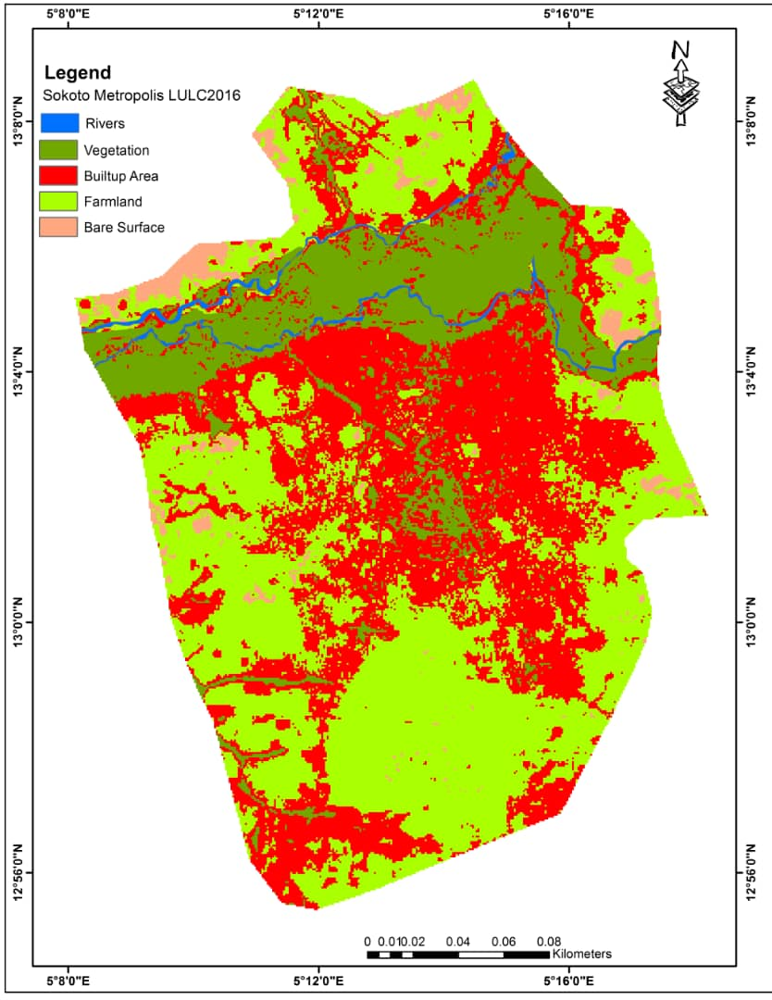 5°8'0"E 5°12'0"E 5°16'0"E
N
Legend
Sokoto Metropolis LULC2016
Rivers
Vegetation
Builtup Area
Farmland
Bare Surface
13°8'0"N 13°8'0"N
13°4'0"N 13°4'0"N
13°0'0"N 13°0'0"N
12°56'0"N 12°56'0"N
0 0.010.02 0.04 0.06 0.08
Kilometers
5°8'0"E 5°12'0"E 5°16'0"E